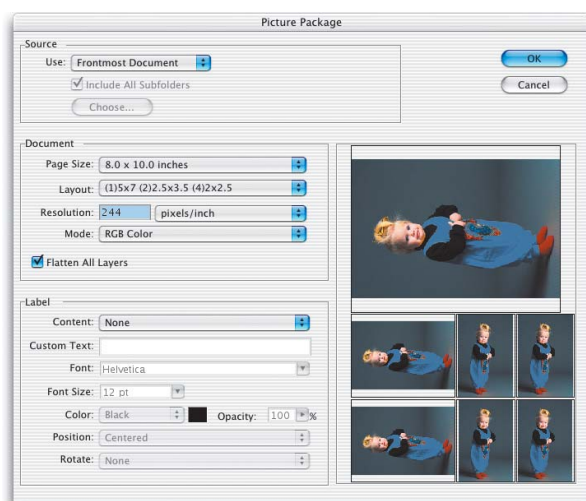 Picture Package
Source
Use: Frontmost Document
Include All Subfolders
Choose...
OK
Cancel
Document
Page Size: 8.0 x 10.0 inches
Layout: (1)5x7 (2)2.5x3.5 (4)2x2.5
Resolution: 244 pixels/inch
Mode: RGB Color
Flatten All Layers
Label
Content: None
Custom Text:
Font: Helvetica
Font Size: 12 pt
Color: Black Opacity: 100 %
Position: Centered
Rotate: None